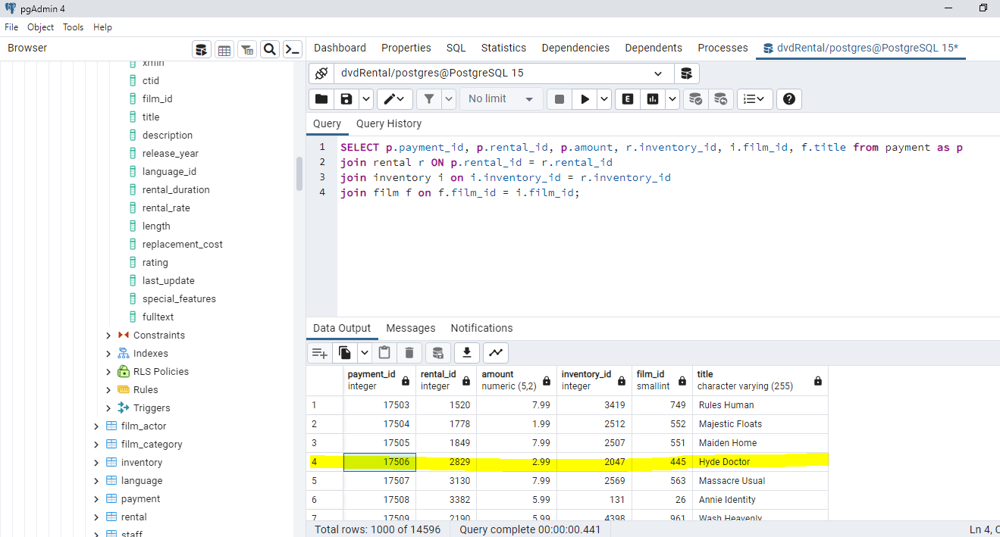 pgAdmin 4
File Object Tools Help
Browser
Dashboard Properties SQL Statistics Dependencies Dependents Processes dvdRental/postgres@PostgreSQL 15*
xmin
ctid
film_id
title
description
release_year
language_id
rental_duration
rental_rate
length
replacement_cost
rating
last_update
special_features
fulltext
Constraints
Indexes
RLS Policies
Rules
Triggers
film_actor
film_category
inventory
language
payment
rental
staff
dvdRental/postgres@PostgreSQL 15
No limit
E
Query Query History
1 SELECT p.payment_id, p.rental_id, p.amount, r.inventory_id, i.film_id, f.title from payment as p
2 join rental r ON p.rental_id = r.rental_id
3 join inventory i on i.inventory_id = r.inventory_id
4 join film f on f.film_id = i.film_id;
Data Output Messages Notifications
payment_id rental_id amount inventory_id film_id title
integer integer numeric (5,2) integer smallint character varying (255)
1 17503 1520 7.99 3419 749 Rules Human
2 17504 1778 1.99 2512 552 Majestic Floats
3 17505 1849 7.99 2507 551 Maiden Home
4 17506 2829 2.99 2047 445 Hyde Doctor
5 17507 3130 7.99 2569 563 Massacre Usual
6 17508 3382 5.99 131 26 Annie Identity
7 17509 2190 5.99 4398 961 Wash Heavenly
Total rows: 1000 of 14596 Query complete 00:00:00.441
Ln 4, C